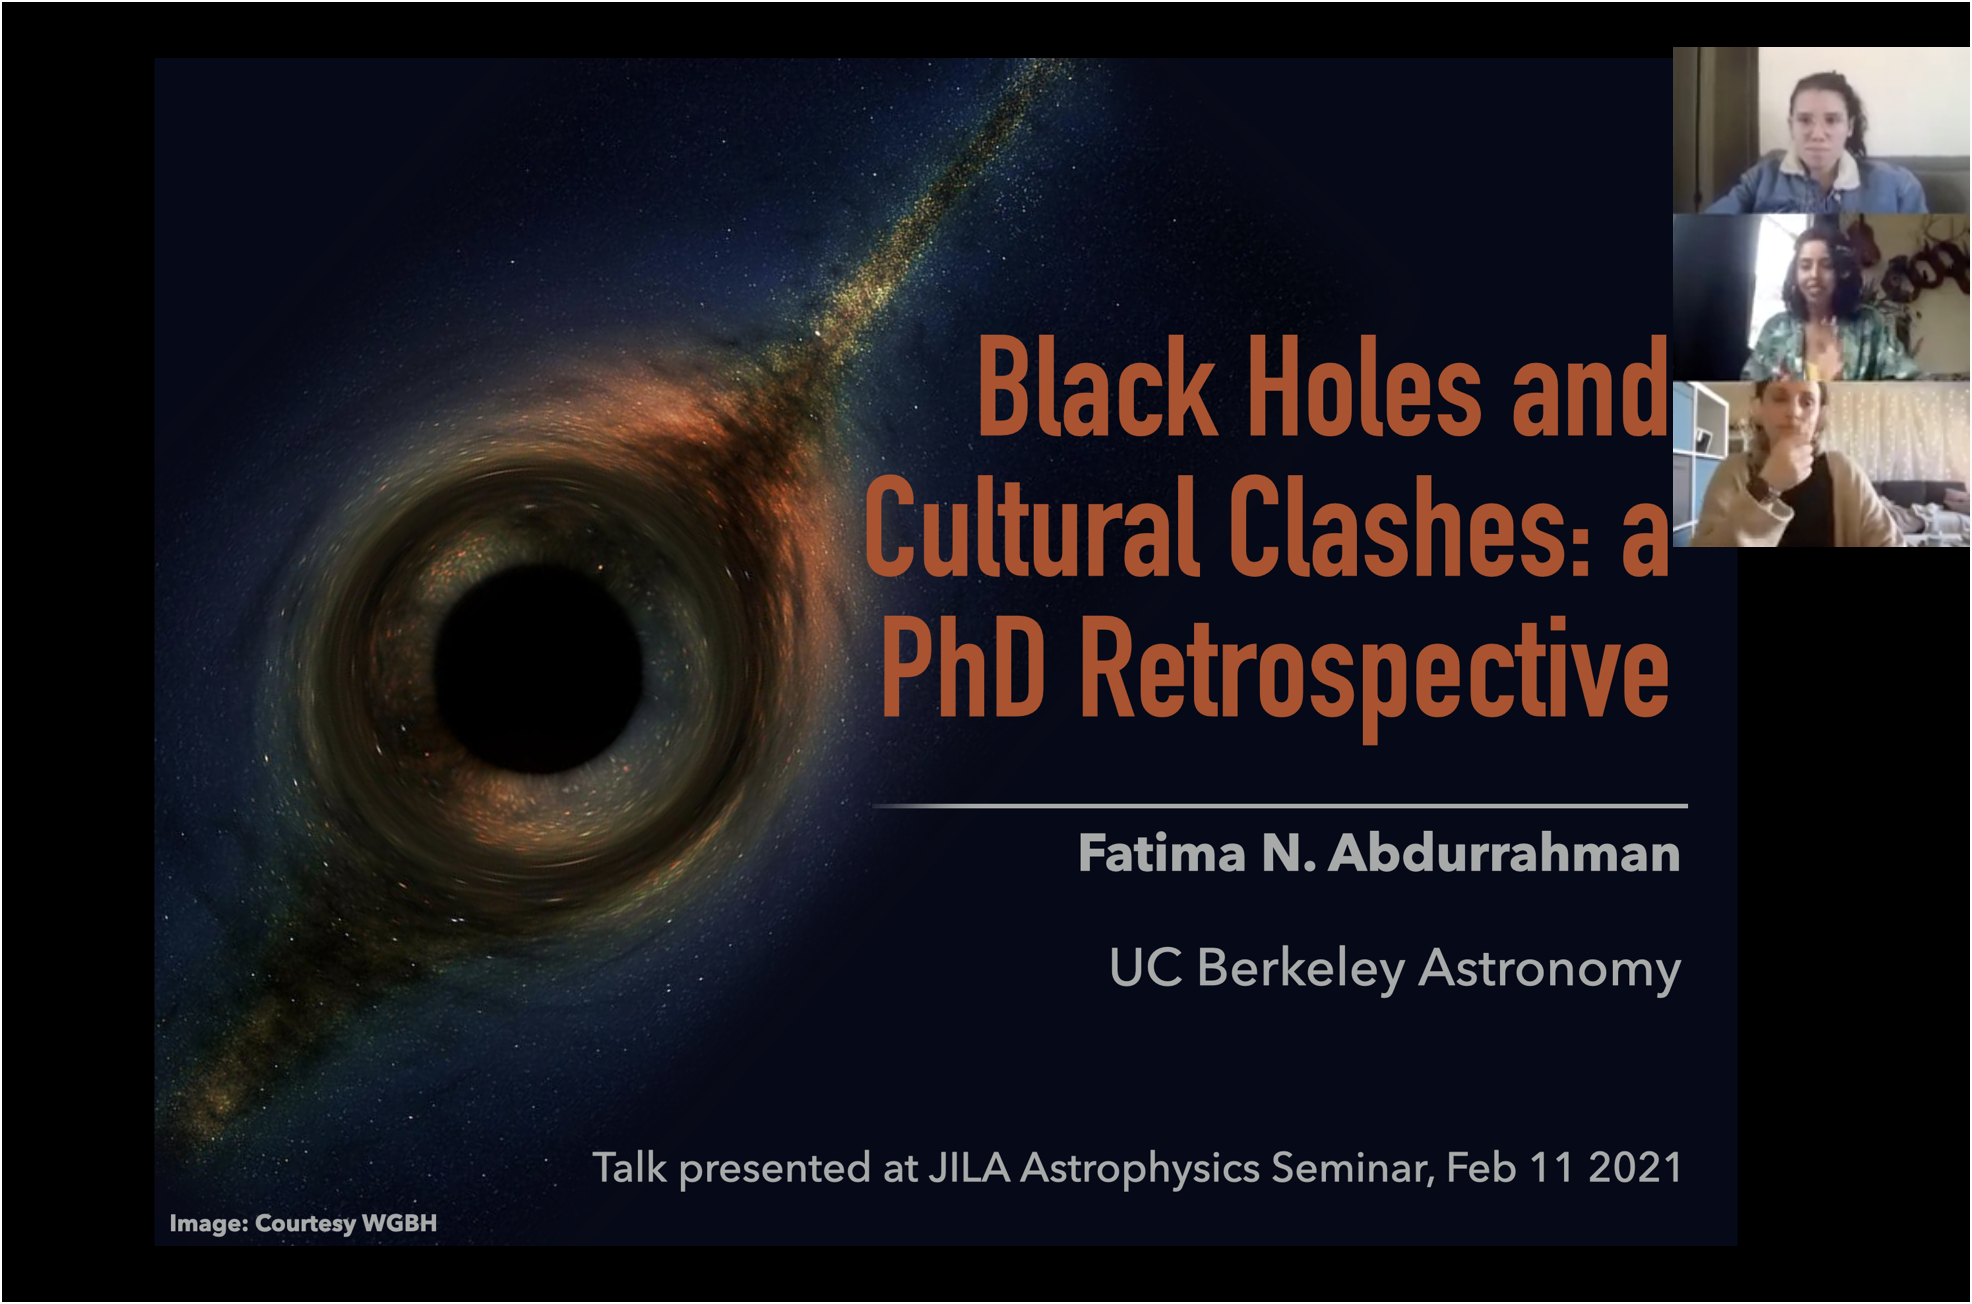 Black Holes and
Cultural Clashes: a
PhD Retrospective
Fatima N. Abdurrahman
UC Berkeley Astronomy
Talk presented at JILA Astrophysics Seminar, Feb 11 2021
Image: Courtesy WGBH